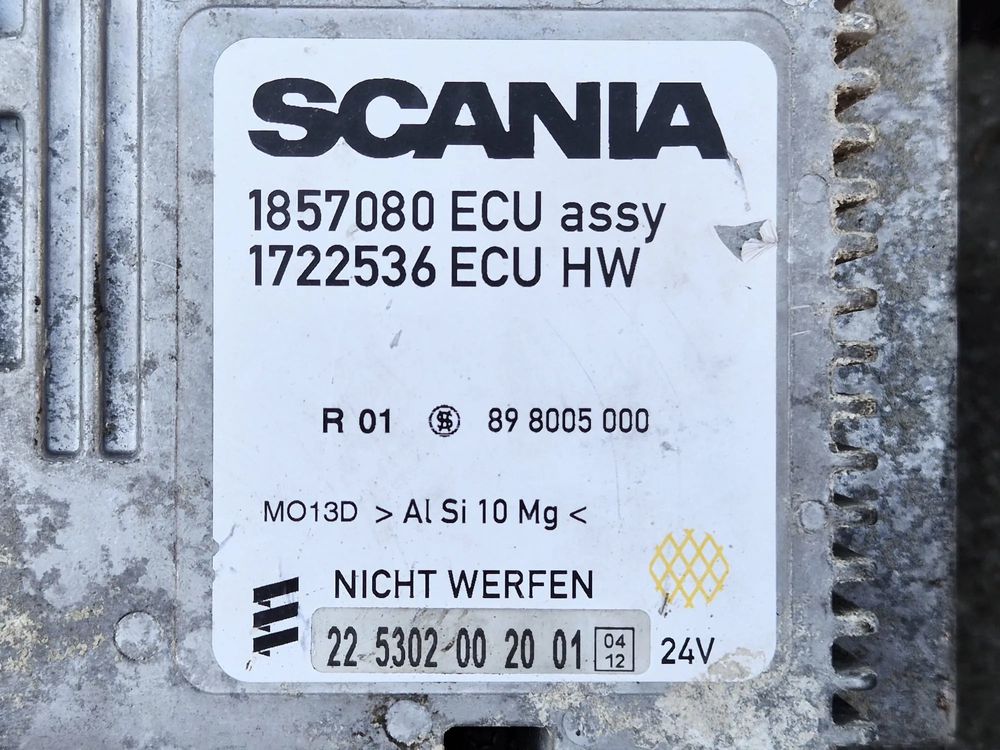 SCANIA
1857080 ECU assy
1722536 ECU HW
R 01 89 8005 000
MO13D > Al Si 10 Mg <
NICHT WERFEN
22 5302 00 20 01 04 12 24V